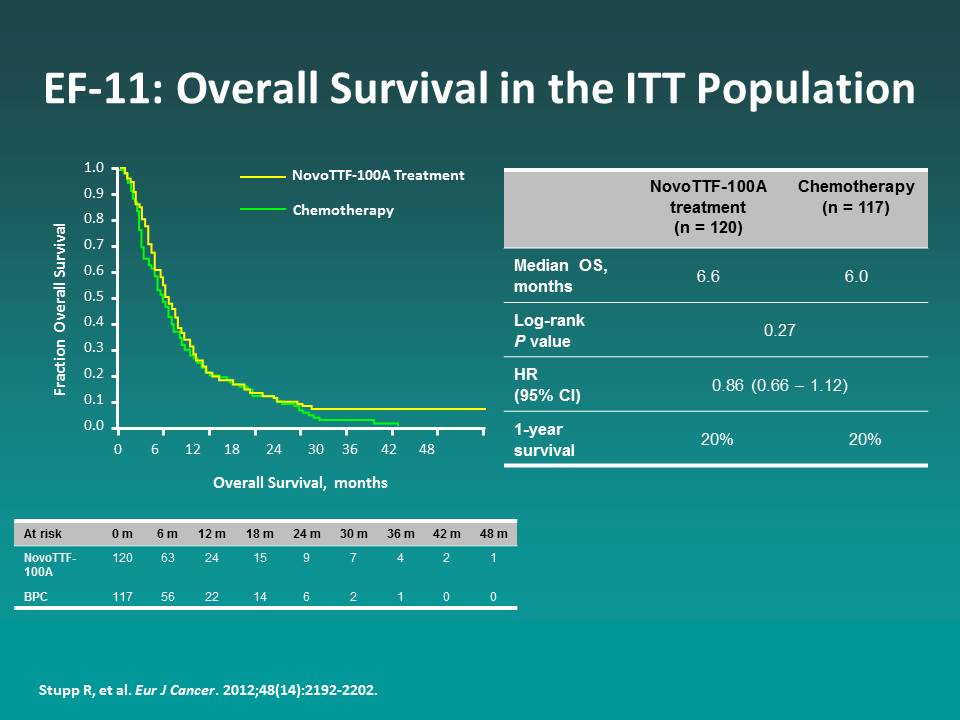 EF-11: Overall Survival in the ITT Population
1.0
0.9
0.8
0.7
0.6
0.5
0.4
0.3
0.2
0.1
0.0
Fraction Overall Survival
NovoTTF-100A Treatment
Chemotherapy
0 6 12 18 24 30 36 42 48
Overall Survival, months
NovoTTF-100A Chemotherapy
treatment (n = 117)
(n = 120)
Median OS,
months
6.6 6.0
Log-rank
P value
0.27
HR
(95% CI)
0.86 (0.66 – 1.12)
1-year
survival
20% 20%
At risk 0 m 6 m 12 m 18 m 24 m 30 m 36 m 42 m 48 m
NovoTTF- 120 63 24 15 9 7 4 2 1
100A
BPC 117 56 22 14 6 2 1 0 0
Stupp R, et al. Eur J Cancer. 2012;48(14):2192-2202.